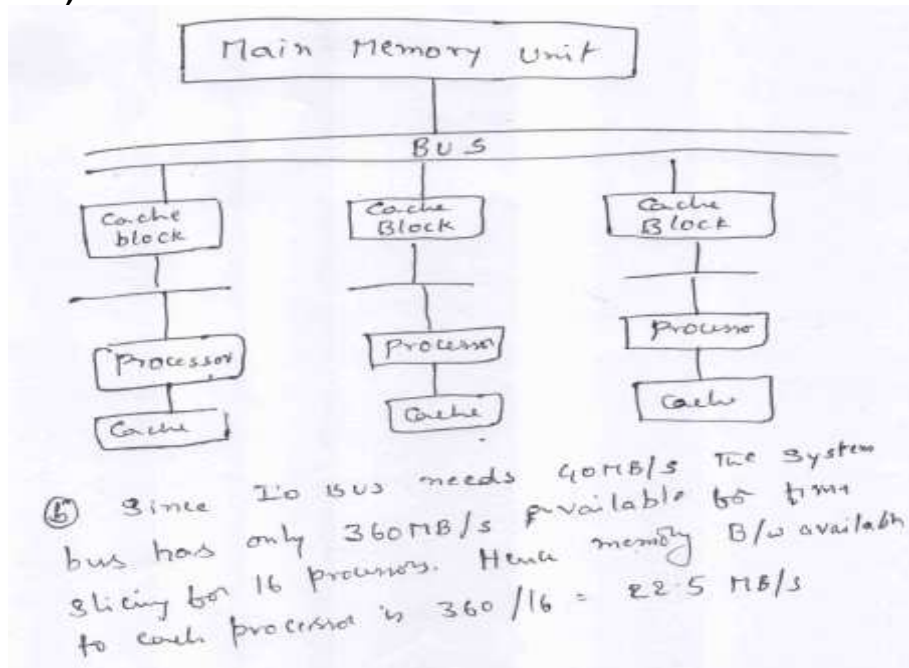 Main Memory Unit
BUS
Cache block
Cache Block
Cache Block
Processor
Processor
Processor
Cache
Cache
Cache
(b) Since I/o BUS needs 40MB/s The System
bus has only 360MB/s available for time
slicing for 16 processors. Hence memory B/w available
to each processor is 360/16 = 22.5 MB/s